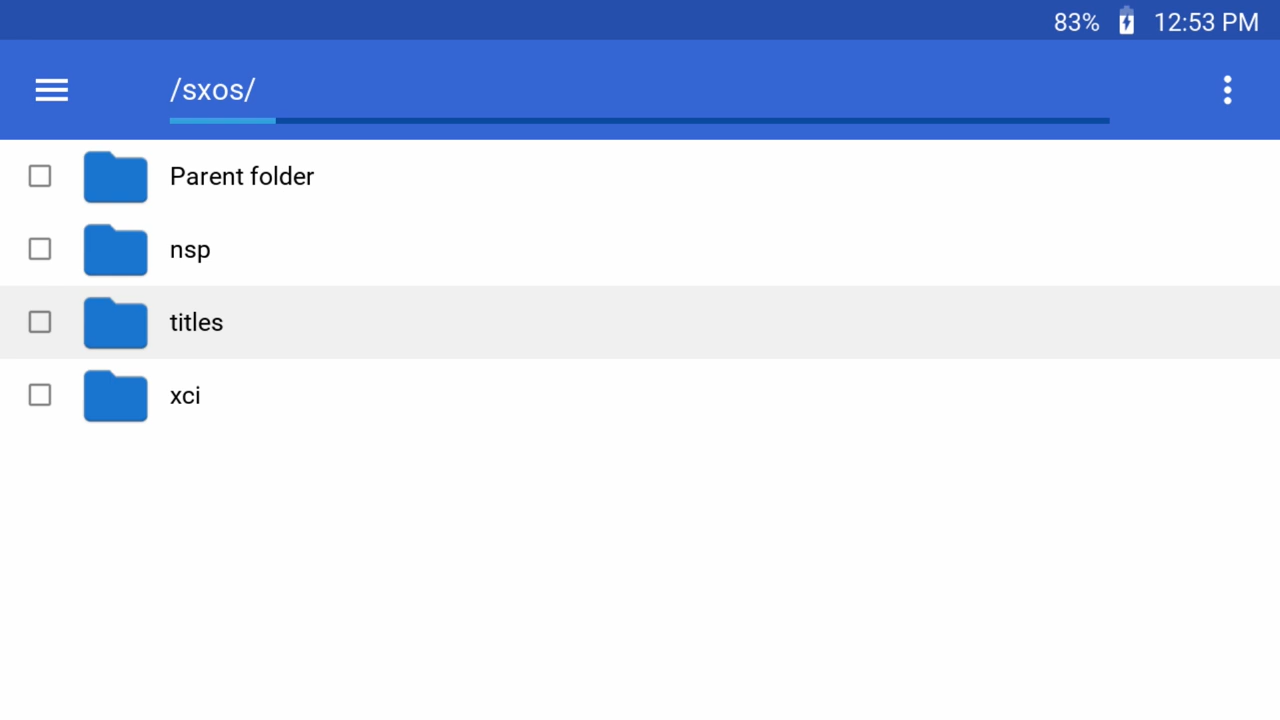 83% 12:53 PM
/sxos/
Parent folder
nsp
titles
xci